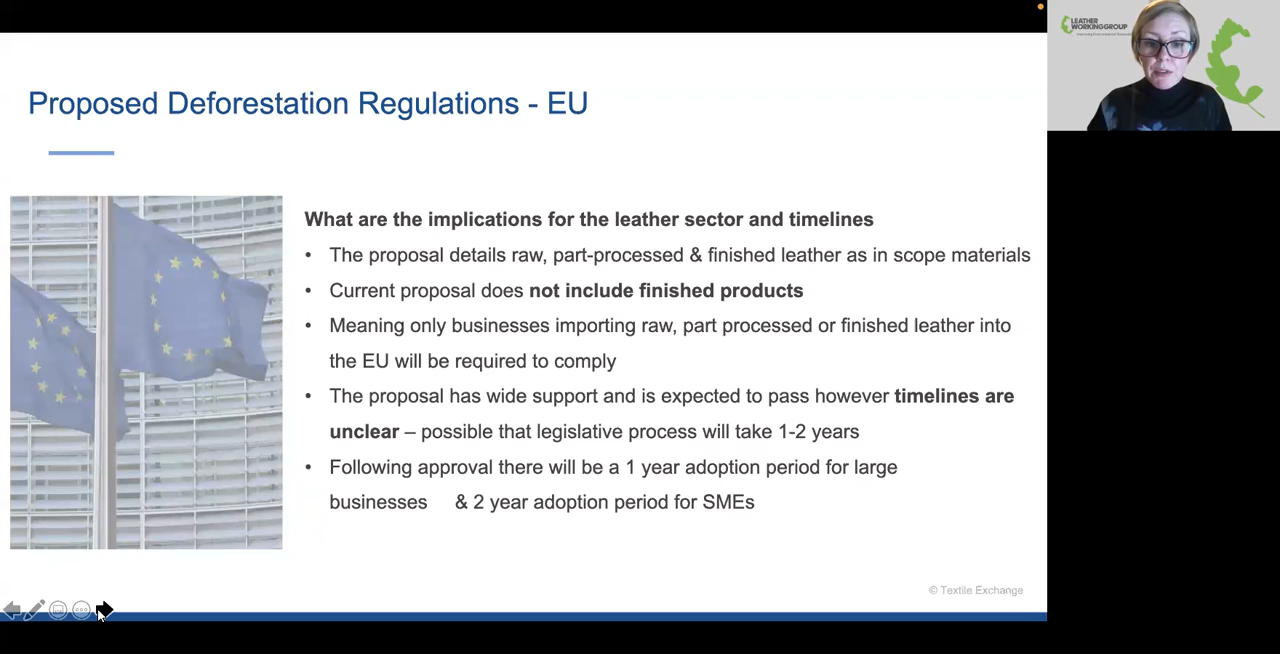 LEATHER
WORKINGGROUP
Proposed Deforestation Regulations - EU
What are the implications for the leather sector and timelines
• The proposal details raw, part-processed & finished leather as in scope materials
• Current proposal does not include finished products
• Meaning only businesses importing raw, part processed or finished leather into
the EU will be required to comply
• The proposal has wide support and is expected to pass however timelines are
unclear – possible that legislative process will take 1-2 years
• Following approval there will be a 1 year adoption period for large
businesses & 2 year adoption period for SMEs
© Textile Exchange